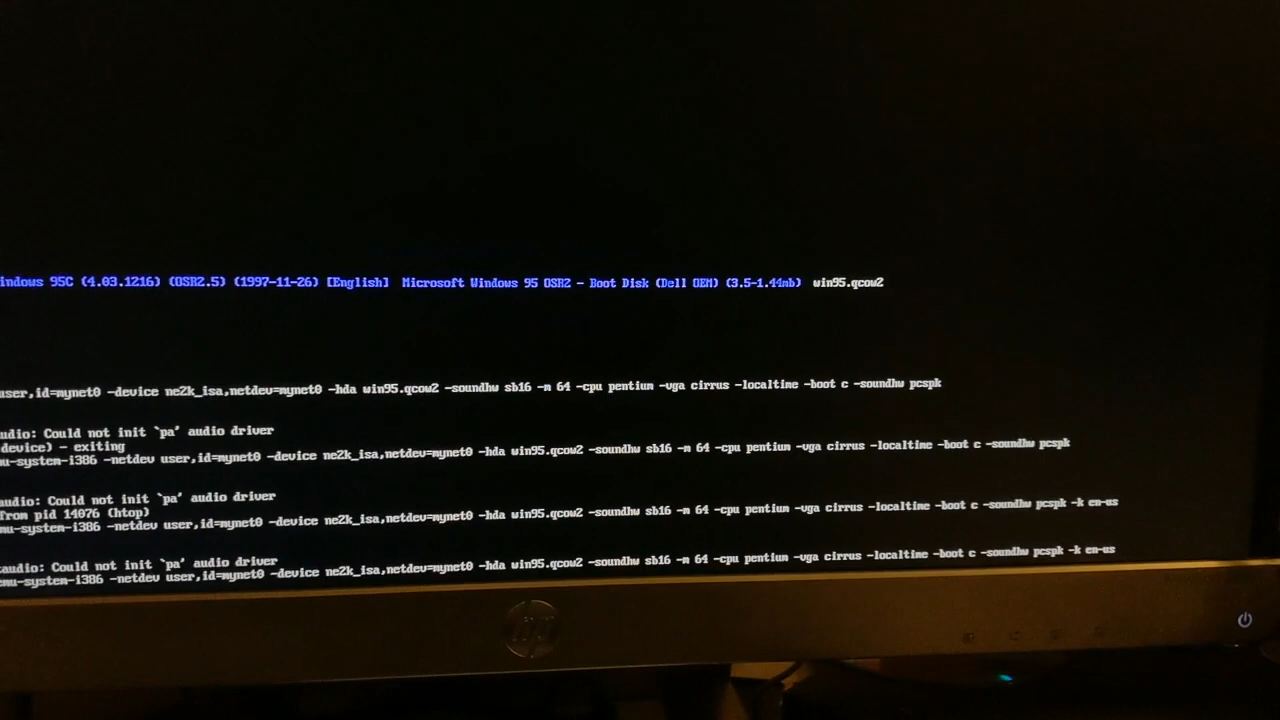 indows 95C (4.03.1216) (OSR2.5) (1997-11-26) [English] Microsoft Windows 95 OSR2 - Boot Disk (Dell OEM) (3.5-1.44mb) win95.qcow2
user,id=mynet0 -device ne2k_isa,netdev=mynet0 -hda win95.qcow2 -soundhw sb16 -m 64 -cpu pentium -vga cirrus -localtime -boot c -soundhw pcspk
udio: Could not init `pa' audio driver
device) - exiting
mu-system-i386 -netdev user,id=mynet0 -device ne2k_isa,netdev=mynet0 -hda win95.qcow2 -soundhw sb16 -m 64 -cpu pentium -vga cirrus -localtime -boot c -soundhw pcspk
audio: Could not init `pa' audio driver
from pid 14076 (htop)
mu-system-i386 -netdev user,id=mynet0 -device ne2k_isa,netdev=mynet0 -hda win95.qcow2 -soundhw sb16 -m 64 -cpu pentium -vga cirrus -localtime -boot c -soundhw pcspk -k en-us
audio: Could not init `pa' audio driver
emu-system-i386 -netdev user,id=mynet0 -device ne2k_isa,netdev=mynet0 -hda win95.qcow2 -soundhw sb16 -m 64 -cpu pentium -vga cirrus -localtime -boot c -soundhw pcspk -k en-us
hp